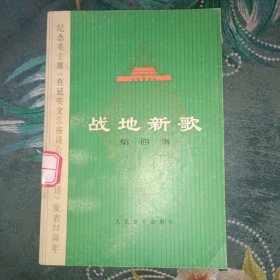 纪念毛主席《在延安文艺座谈会 话》发表33周年
战地新歌
第四集
人民音乐出版社